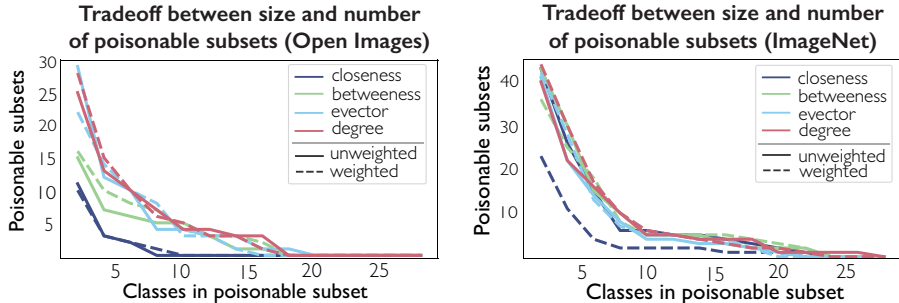 Tradeoff between size and number
of poisonable subsets (Open Images)
Poisonable subsets
30
25
20
15
10
5
closeness
betweeness
evector
degree
unweighted
weighted
5
10
15
20
25
Classes in poisonable subset
Tradeoff between size and number
of poisonable subsets (ImageNet)
Poisonable subsets
40
30
20
10
closeness
betweeness
evector
degree
unweighted
weighted
5
10
15
20
25
Classes in poisonable subset